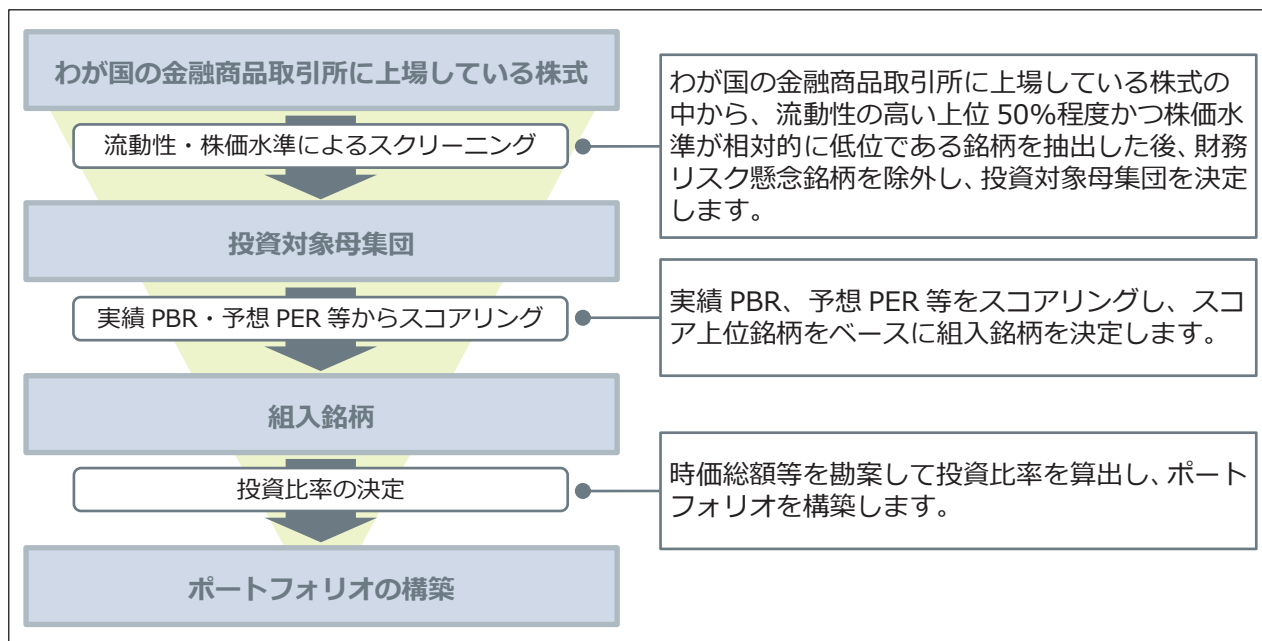 わが国の金融商品取引所に上場している株式
流動性・株価水準によるスクリーニング
わが国の金融商品取引所に上場している株式の
中から、流動性の高い上位 50%程度かつ株価水
準が相対的に低位である銘柄を抽出した後、財務
リスク懸念銘柄を除外し、投資対象母集団を決定
します。
投資対象母集団
実績 PBR・予想 PER 等からスコアリング
実績 PBR、予想 PER 等をスコアリングし、スコ
ア上位銘柄をベースに組入銘柄を決定します。
組入銘柄
投資比率の決定
時価総額等を勘案して投資比率を算出し、ポート
フォリオを構築します。
ポートフォリオの構築